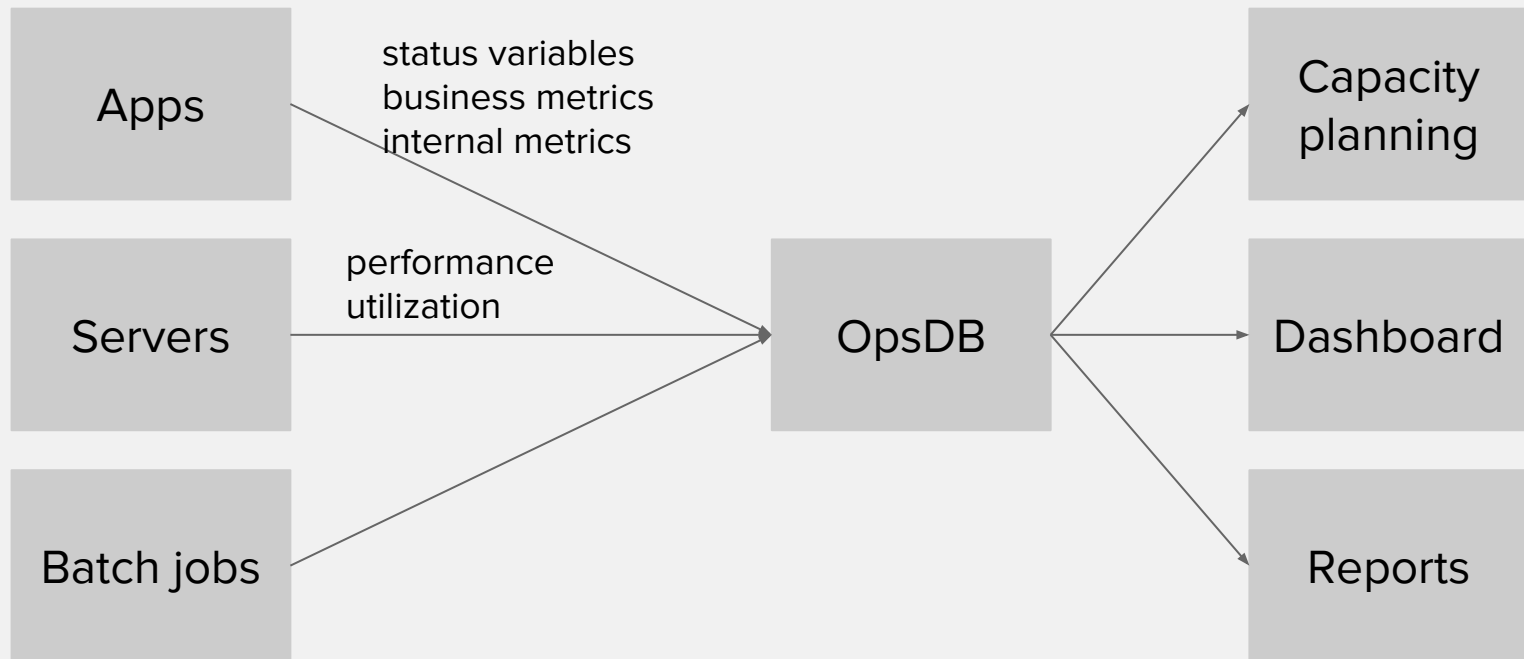 Apps
status variables
business metrics
internal metrics
Capacity
planning
performance
utilization
Servers
OpsDB
Dashboard
Batch jobs
Reports